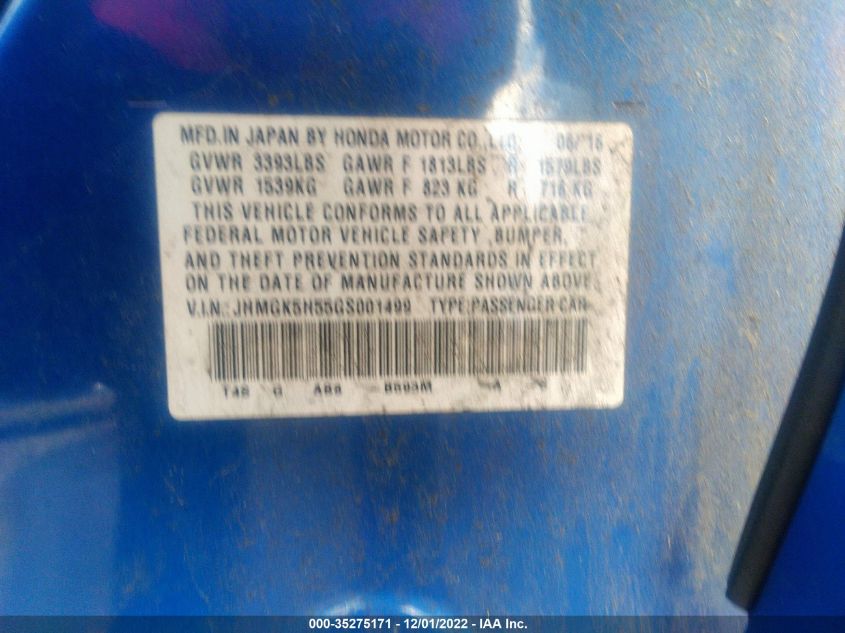 MFD. IN JAPAN BY HONDA MOTOR CO., LTD.
GVWR 3393LBS GAWR F 1813LBS R 1579LBS
GVWR 1539KG GAWR F 823 KG R 716 KG
THIS VEHICLE CONFORMS TO ALL APPLICABLE
FEDERAL MOTOR VEHICLE SAFETY ,BUMPER,
AND THEFT PREVENTION STANDARDS IN EFFECT
ON THE DATE OF MANUFACTURE SHOWN ABOVE.
V.I.N.: JHMGK5H55GS001499 TYPE:PASSENGER CAR
B593M A
000-35275171 - 12/01/2022 - IAA Inc.